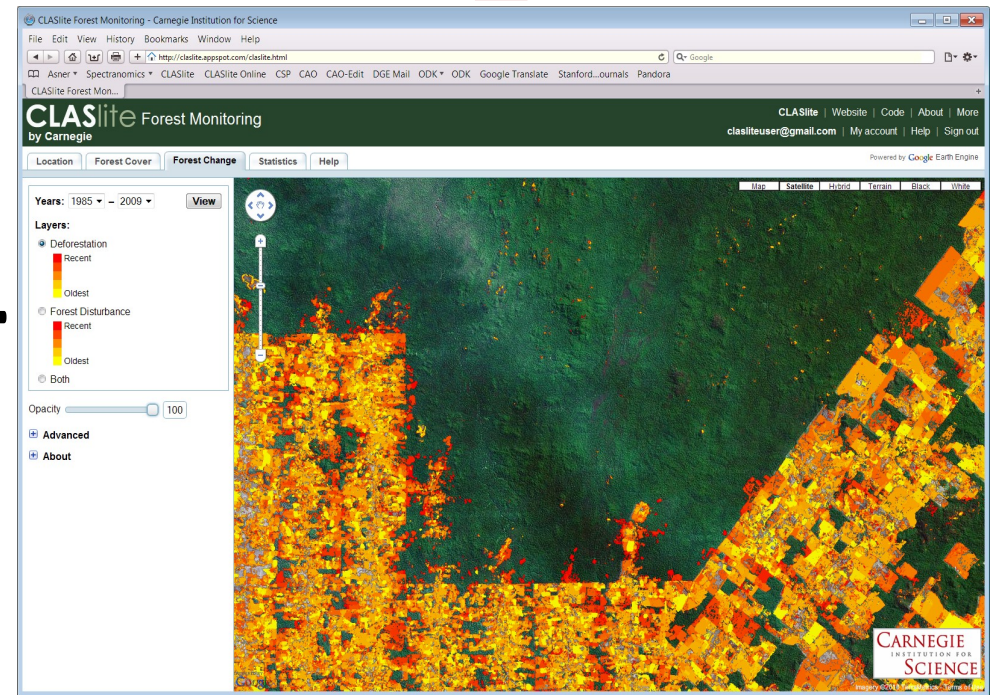 CLASlite Forest Monitoring - Carnegie Institution for Science
File Edit View History Bookmarks Window Help
http://claslite.appspot.com/claslite.html
Google
Asner Spectranomics CLASlite CLASlite Online CSP CAO CAO-Edit DGE Mail ODK ODK Google Translate Stanford...ournals Pandora
CLASlite Forest Mon...
CLASlite Forest Monitoring
by Carnegie
CLASlite | Website | Code | About | More
clasliteuser@gmail.com | My account | Help | Sign out
Location Forest Cover Forest Change Statistics Help
Powered by Google Earth Engine
Years: 1985 – 2009 View
Layers:
Deforestation
Recent
Oldest
Forest Disturbance
Recent
Oldest
Both
Opacity 100
Advanced
About
Map Satellite Hybrid Terrain Black White
CARNEGIE
INSTITUTION FOR
SCIENCE
Google